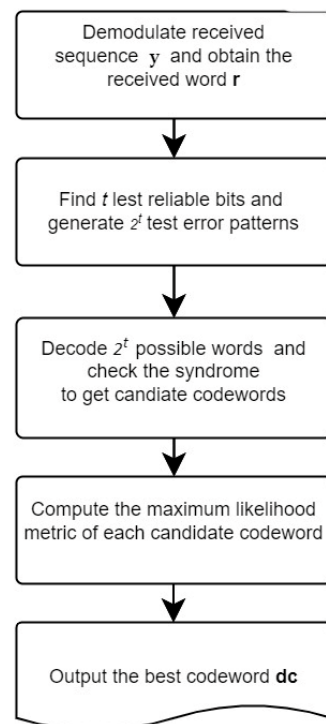 Demodulate received
sequence y and obtain the
received word r
Find t lest reliable bits and
generate 2^t test error patterns
Decode 2^t possible words and
check the syndrome
to get candiate codewords
Compute the maximum likelihood
metric of each candidate codeword
Output the best codeword dc